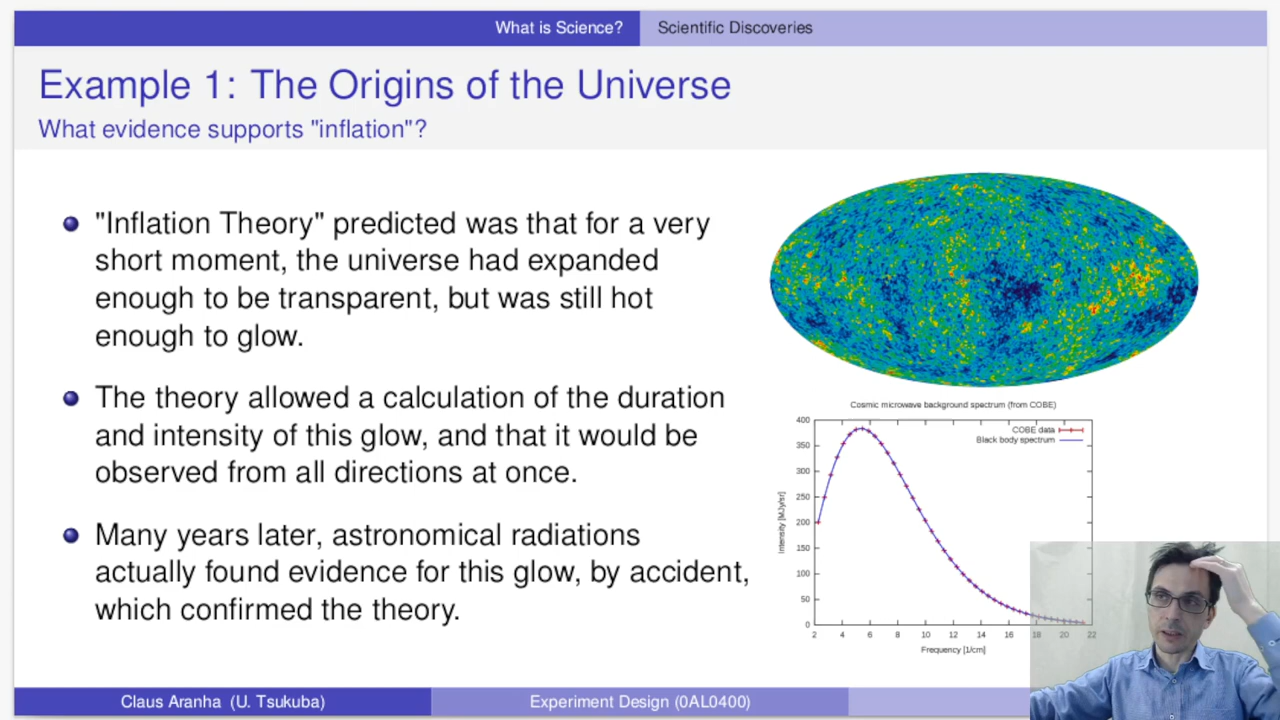 What is Science? Scientific Discoveries
Example 1: The Origins of the Universe
What evidence supports "inflation"?
"Inflation Theory" predicted was that for a very
short moment, the universe had expanded
enough to be transparent, but was still hot
enough to glow.
The theory allowed a calculation of the duration
and intensity of this glow, and that it would be
observed from all directions at once.
Many years later, astronomical radiations
actually found evidence for this glow, by accident,
which confirmed the theory.
Cosmic microwave background spectrum (from COBE)
COBE data
Black body spectrum
Intensity [MJy/sr]
400
350
300
250
200
150
100
50
0
2 4 6 8 10 12 14 16 18 20 22
Frequency [1/cm]
Claus Aranha (U. Tsukuba) Experiment Design (0AL0400)